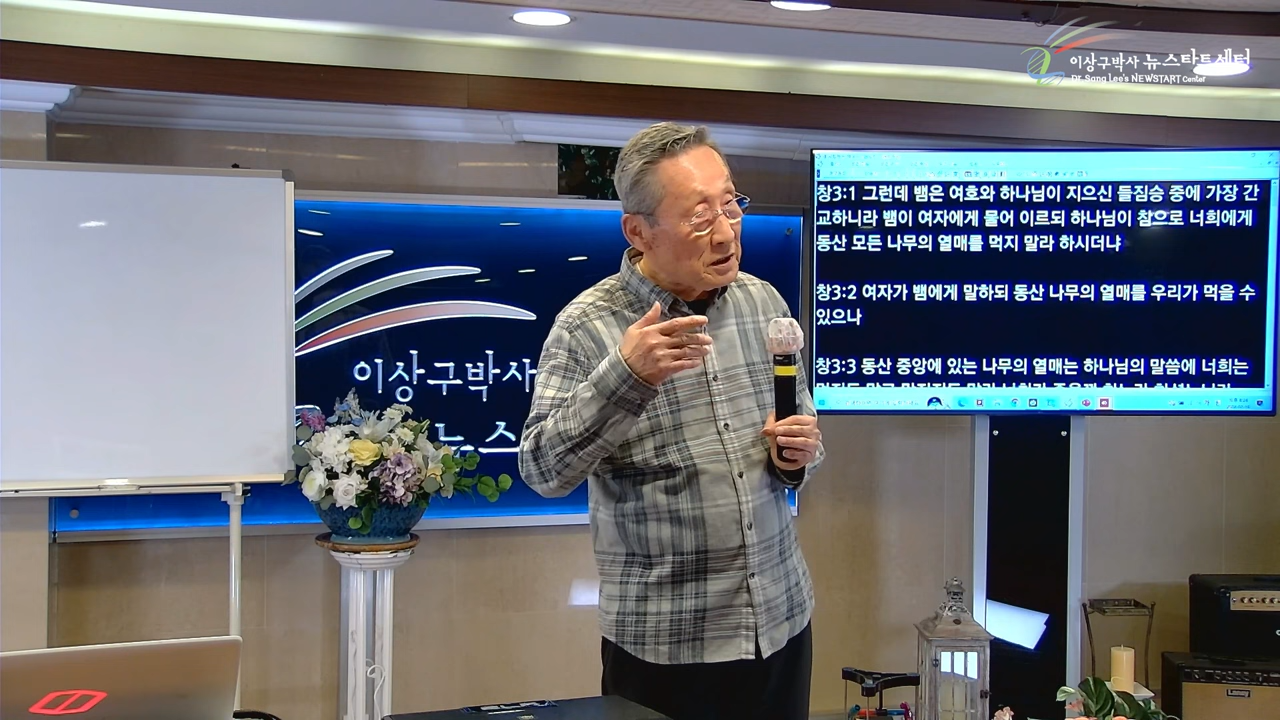 이상구박사 뉴스타트센터
Dr. Sang Lee's NEWSTART Center
창3:1 그런데 뱀은 여호와 하나님이 지으신 들짐승 중에 가장 간
교하니라 뱀이 여자에게 물어 이르되 하나님이 참으로 너희에게
동산 모든 나무의 열매를 먹지 말라 하시더냐
창3:2 여자가 뱀에게 말하되 동산 나무의 열매를 우리가 먹을 수
있으나
창3:3 동산 중앙에 있는 나무의 열매는 하나님의 말씀에 너희는
이상구박사
뉴스
Laney